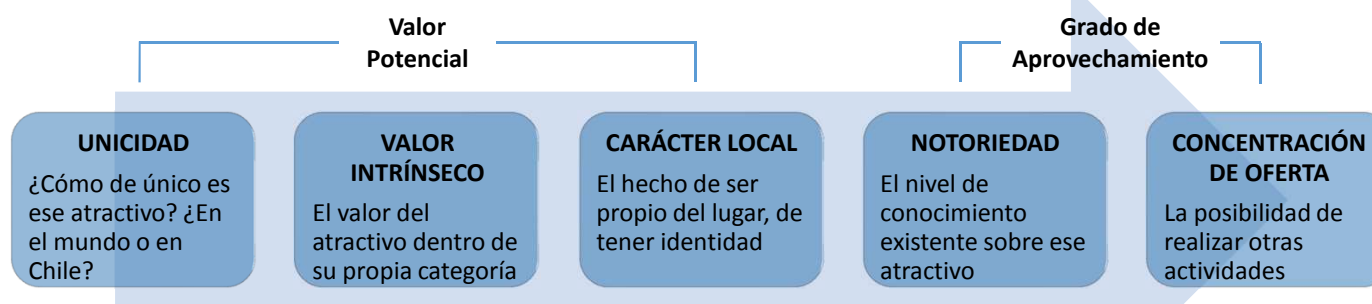 Valor
Potencial
Grado de
Aprovechamiento
UNICIDAD
¿Cómo de único es
ese atractivo? ¿En
el mundo o en
Chile?
VALOR
INTRÍNSECO
El valor del
atractivo dentro de
su propia categoría
CARÁCTER LOCAL
El hecho de ser
propio del lugar, de
tener identidad
NOTORIEDAD
El nivel de
conocimiento
existente sobre ese
atractivo
CONCENTRACIÓN
DE OFERTA
La posibilidad de
realizar otras
actividades